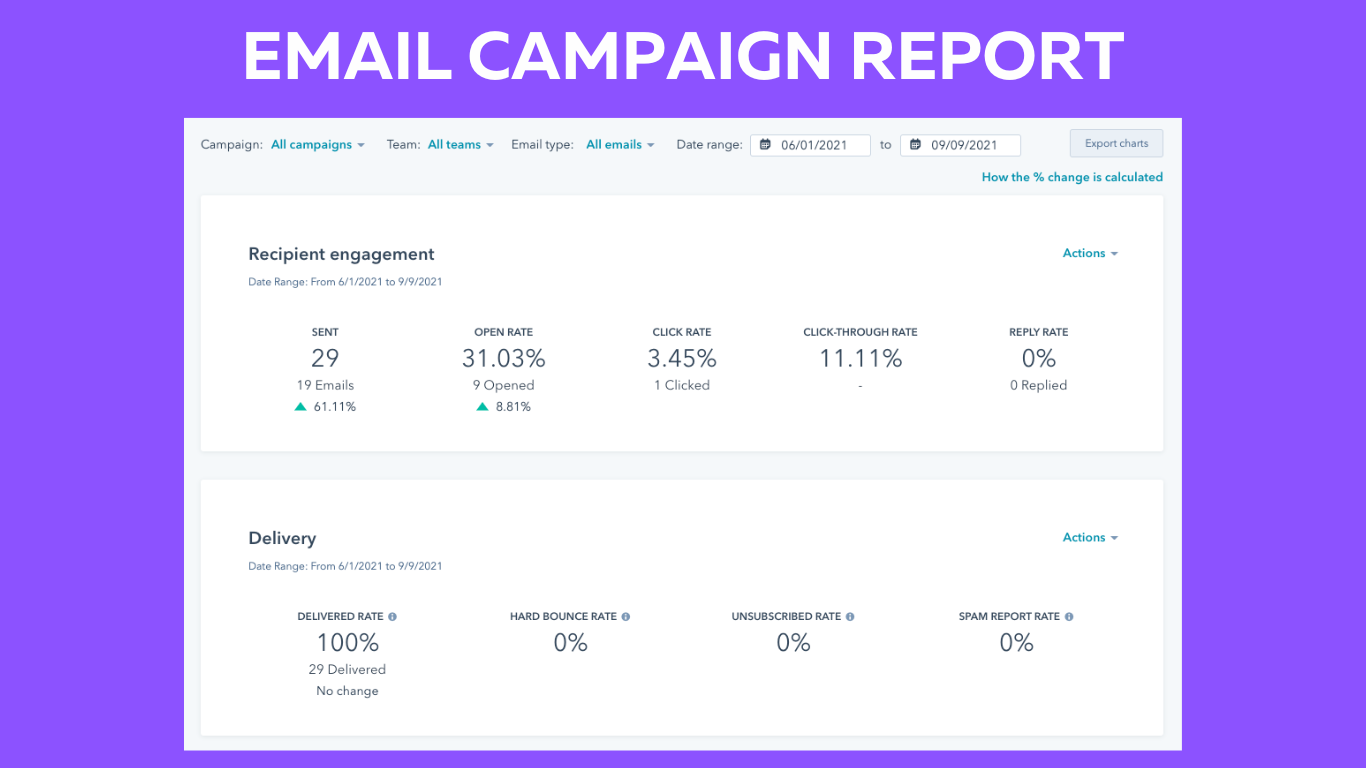 EMAIL CAMPAIGN REPORT
Campaign: All campaigns Team: All teams Email type: All emails Date range: 06/01/2021 to 09/09/2021 Export charts
How the % change is calculated
Recipient engagement Actions
Date Range: From 6/1/2021 to 9/9/2021
SENT OPEN RATE CLICK RATE CLICK-THROUGH RATE REPLY RATE
29 31.03% 3.45% 11.11% 0%
19 Emails 9 Opened 1 Clicked - 0 Replied
61.11% 8.81%
Delivery Actions
Date Range: From 6/1/2021 to 9/9/2021
DELIVERED RATE HARD BOUNCE RATE UNSUBSCRIBED RATE SPAM REPORT RATE
100% 0% 0% 0%
29 Delivered
No change